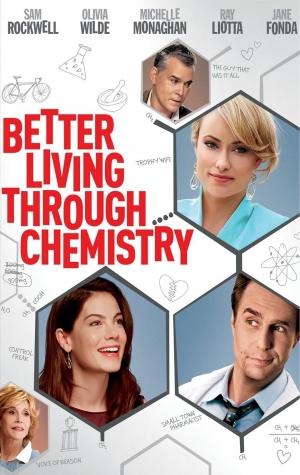 SAM ROCKWELL
OLIVIA WILDE
MICHELLE MONAGHAN
RAY LIOTTA
JANE FONDA
THE GUY THAT
HAS IT ALL
BETTER
LIVING
THROUGH
CHEMISTRY
TROPHY WIFE
CH₃
CONTROL
FREAK
SMALL TOWN
PHARMACIST
VOICE OF REASON